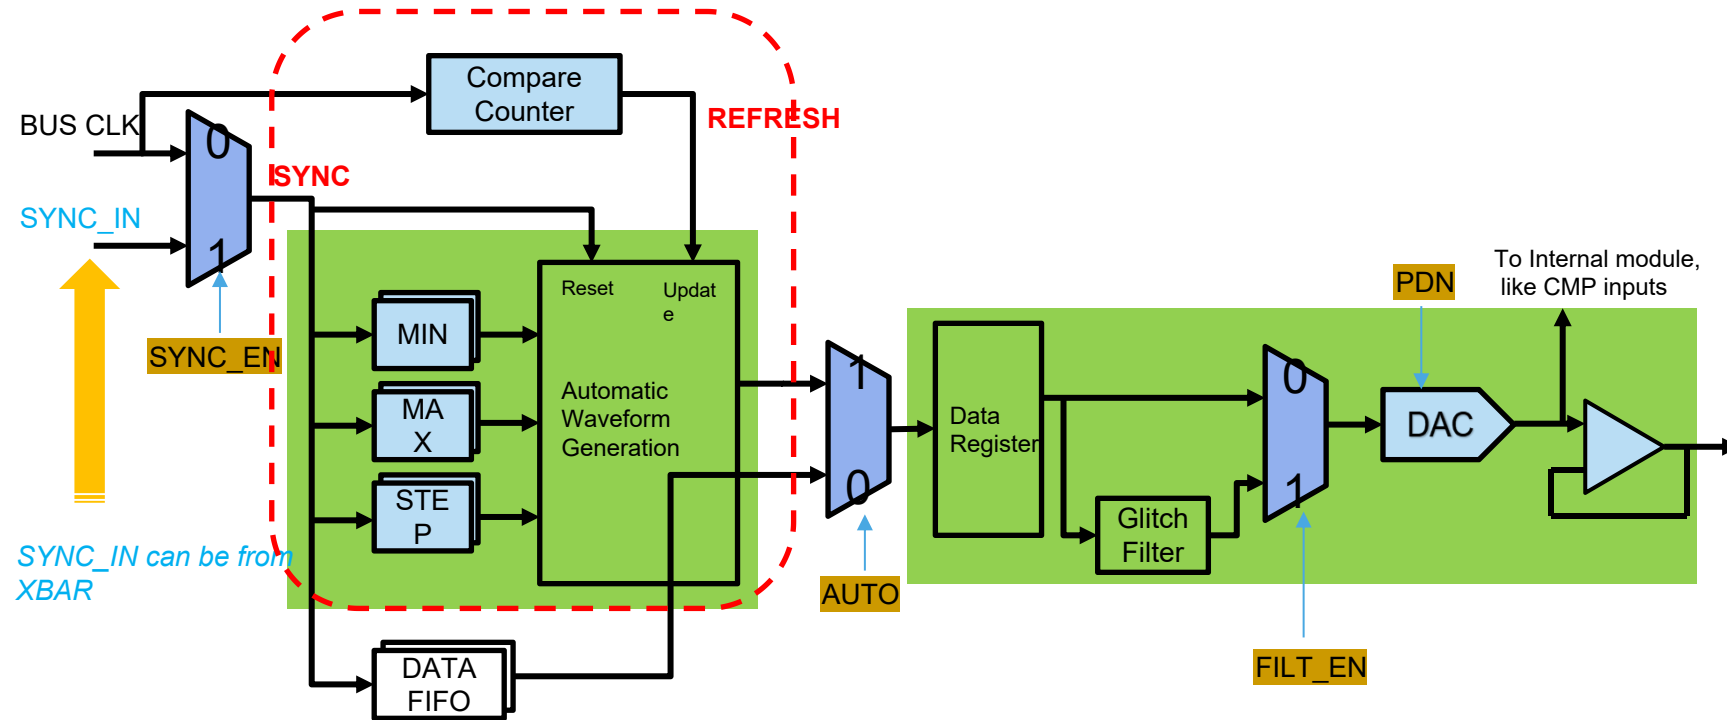 Compare
Counter
BUS CLK
0
REFRESH
SYNC
SYNC_IN
1
SYNC_EN
Reset
Updat
e
MIN
MA
X
STE
P
Automatic
Waveform
Generation
SYNC_IN can be from
XBAR
DATA
FIFO
1
0
AUTO
Data
Register
Glitch
Filter
0
1
FILT_EN
PDN
DAC
To Internal module,
like CMP inputs